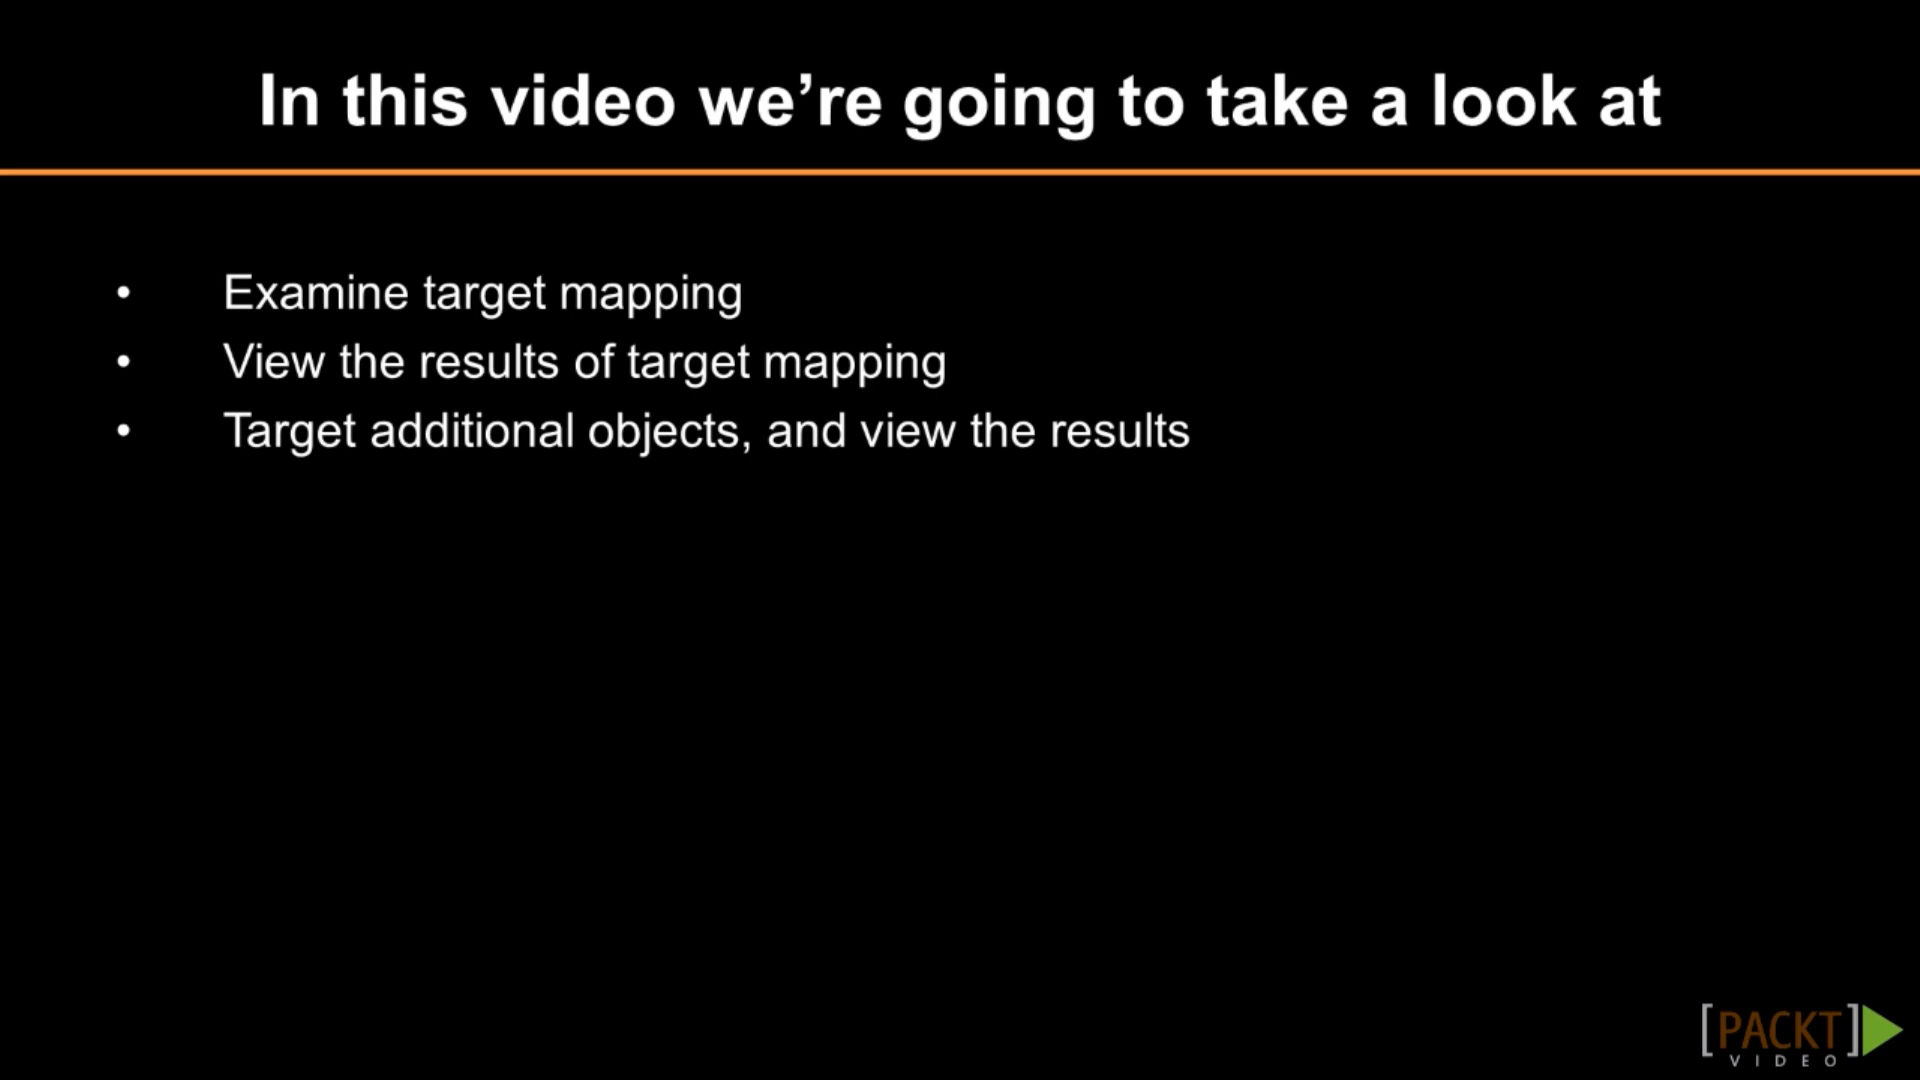 In this video we’re going to take a look at
• Examine target mapping
• View the results of target mapping
• Target additional objects, and view the results
[PACKT]
VIDEO